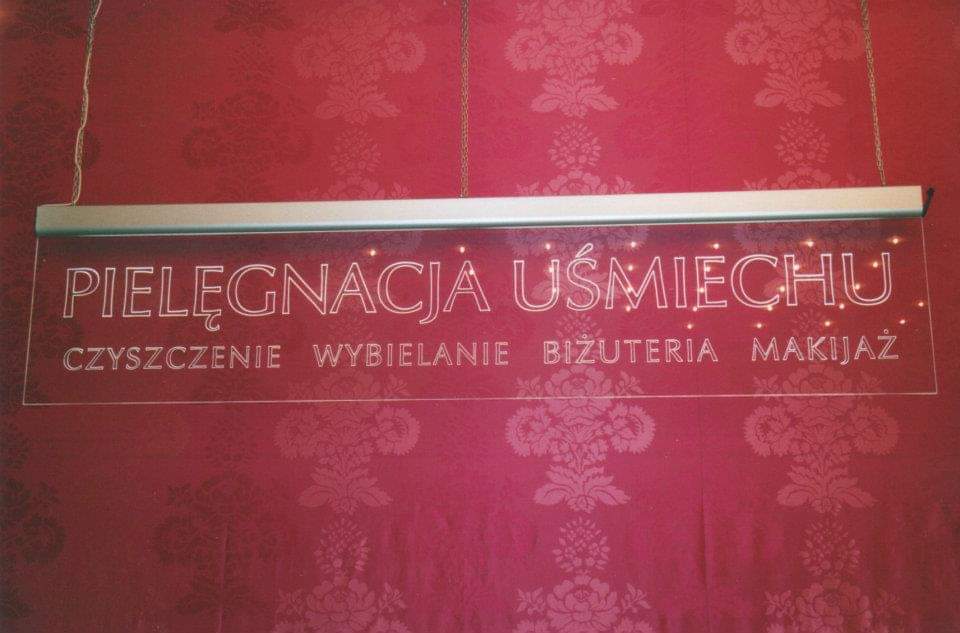 PIELĘGNACJA UŚMIECHU
CZYSZCZENIE WYBIELANIE BIŻUTERIA MAKIJAŻ